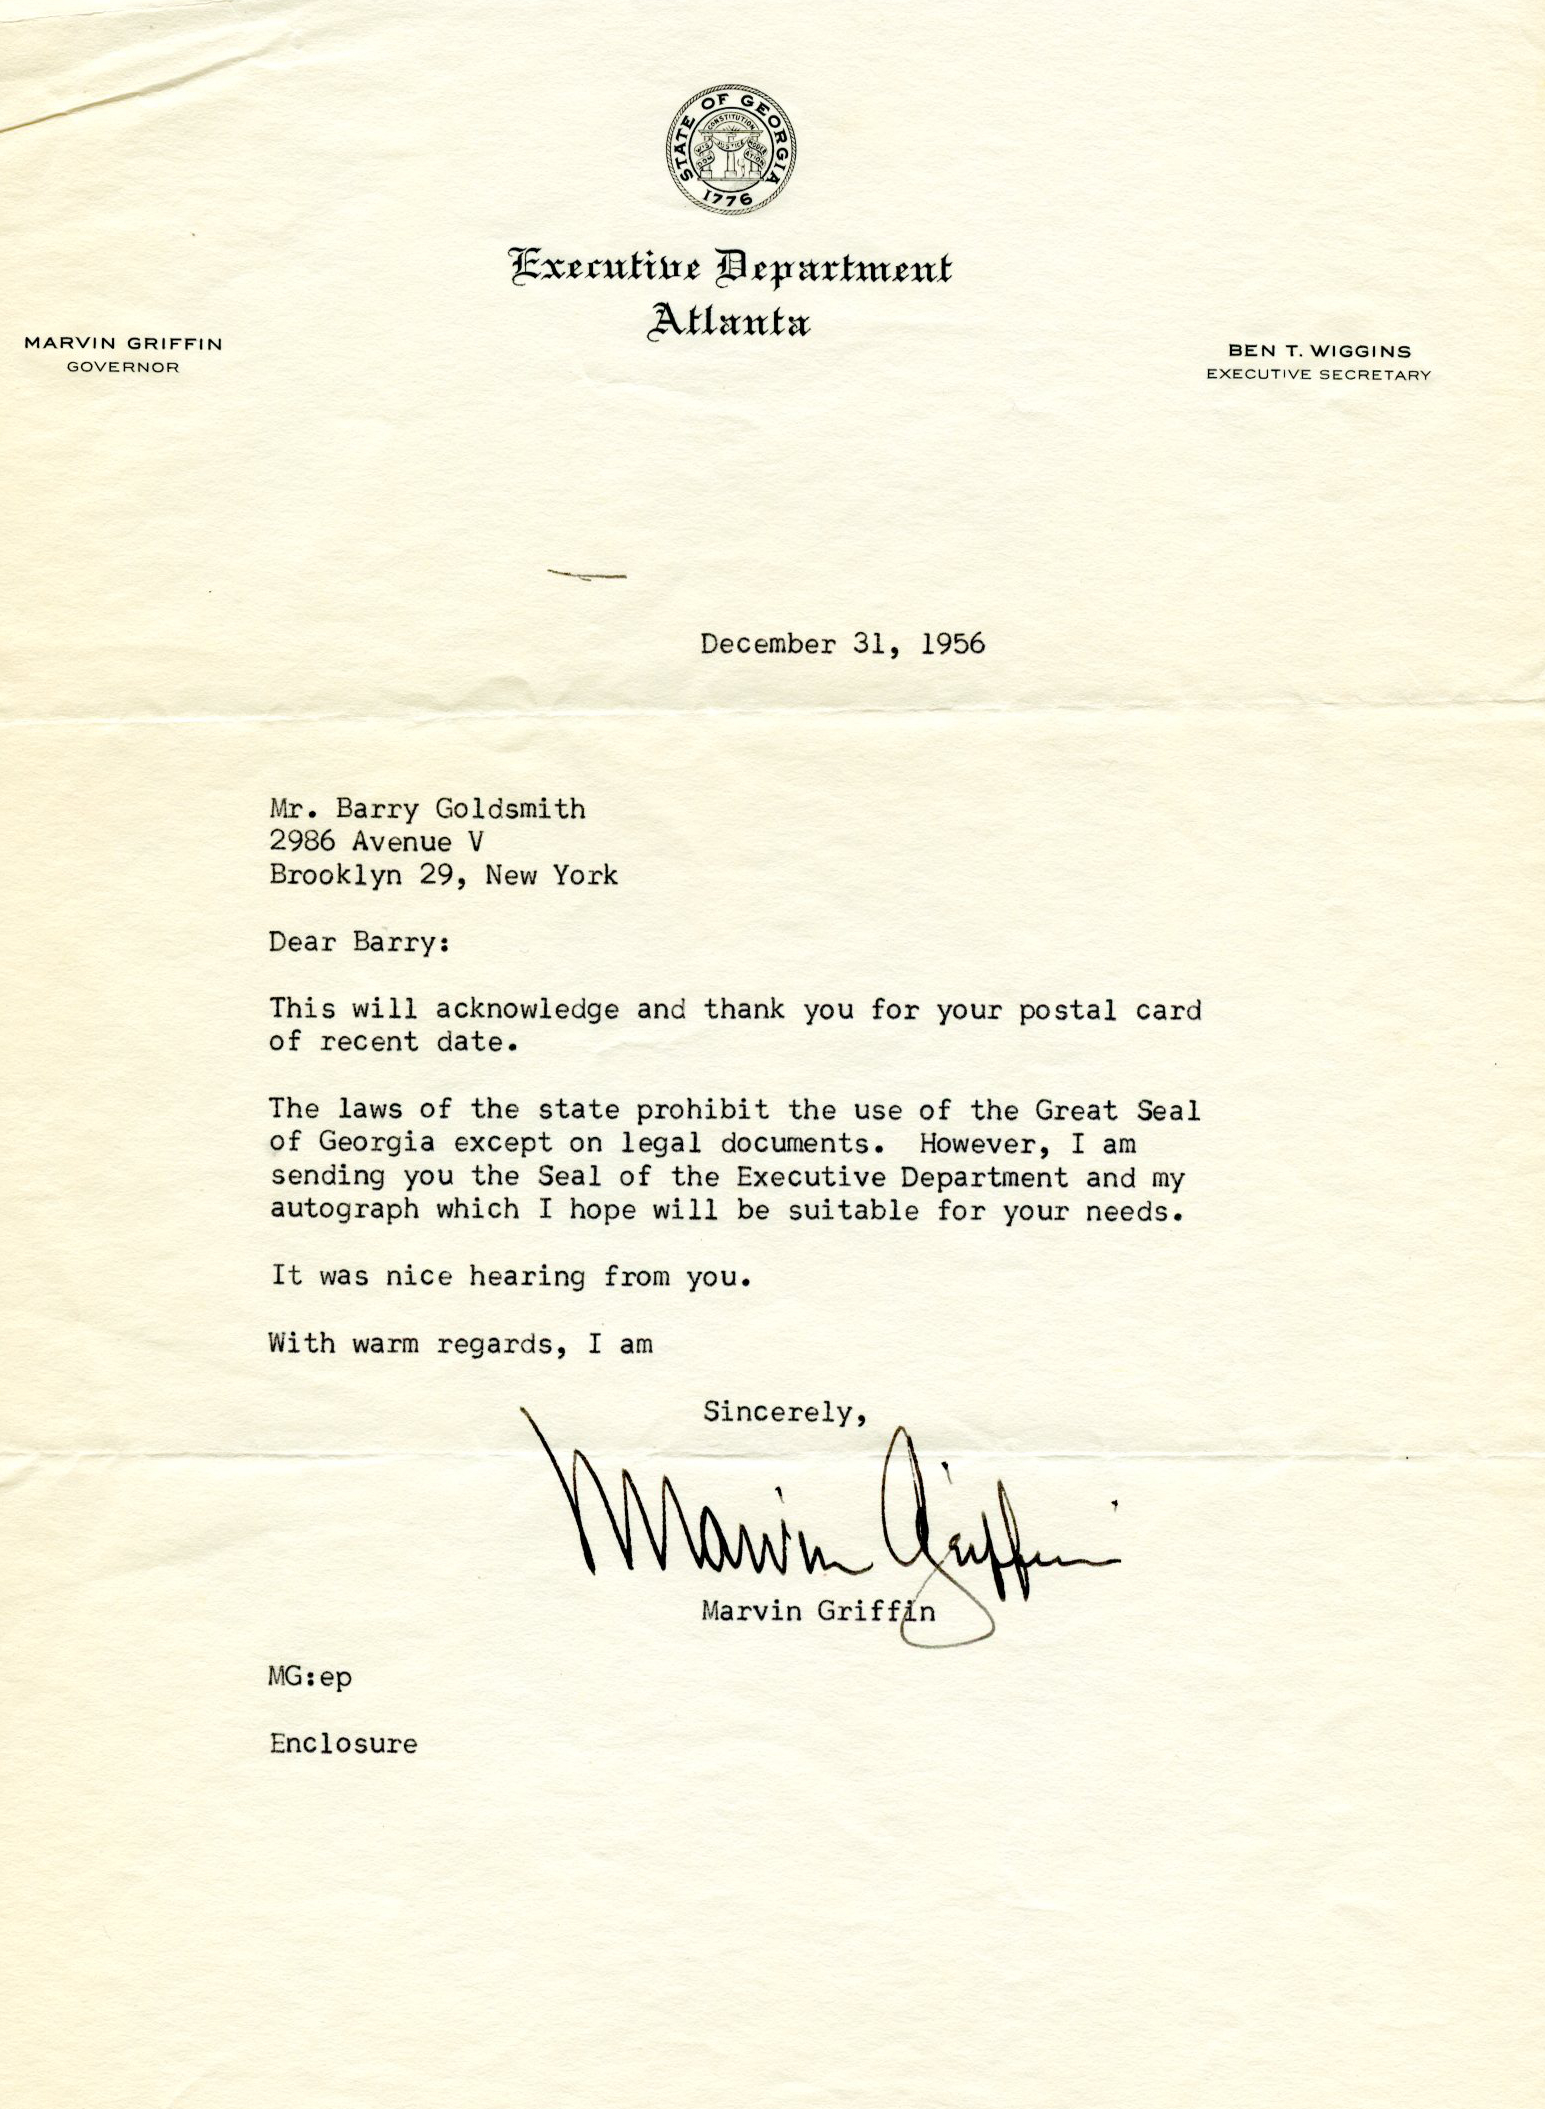 STATE OF GEORGIA
CONSTITUTION
WISDOM JUSTICE MODERATION
1776
Executive Department
Atlanta
MARVIN GRIFFIN
GOVERNOR
BEN T. WIGGINS
EXECUTIVE SECRETARY
December 31, 1956
Mr. Barry Goldsmith
2986 Avenue V
Brooklyn 29, New York
Dear Barry:
This will acknowledge and thank you for your postal card
of recent date.
The laws of the state prohibit the use of the Great Seal
of Georgia except on legal documents. However, I am
sending you the Seal of the Executive Department and my
autograph which I hope will be suitable for your needs.
It was nice hearing from you.
With warm regards, I am
Sincerely,
Marvin Griffin
Marvin Griffin
MG:ep
Enclosure